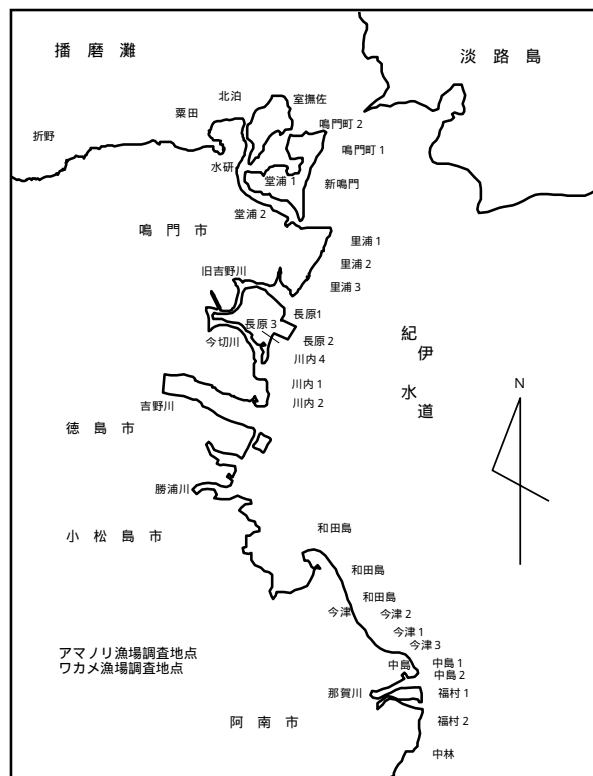 播 磨 灘
淡 路 島
北泊
室撫佐
粟田
鳴門町 2
折野
鳴門町 1
水研
堂浦 1
新鳴門
堂浦 2
鳴 門 市
里浦 1
里浦 2
旧吉野川
里浦 3
長原1
長原 3
紀 伊 水 道
今切川
長原 2
川内 4
川内 1
N
吉野川
川内 2
徳 島 市
勝浦川
和田島
小 松 島 市
和田島
和田島
今津
今津 2
今津 1
今津 3
アマノリ漁場調査地点
ワカメ漁場調査地点
中島
中島 1
中島 2
那賀川
福村 1
阿 南 市
福村 2
中林